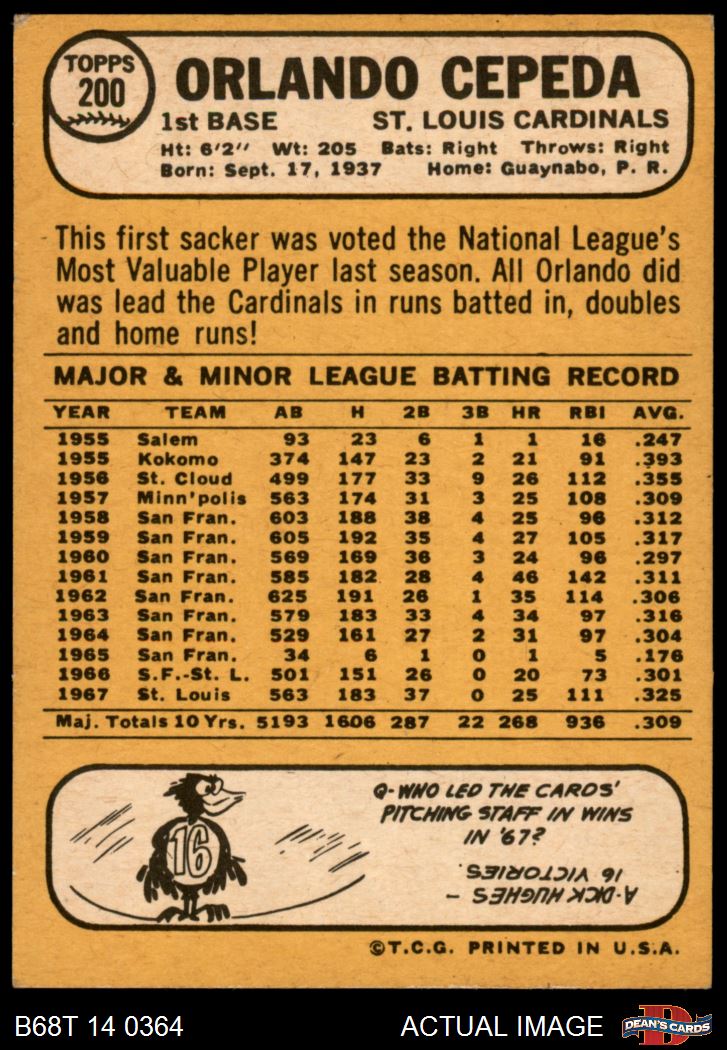 TOPPS
200
ORLANDO CEPEDA
1st BASE ST. LOUIS CARDINALS
Ht: 6'2" Wt: 205 Bats: Right Throws: Right
Born: Sept. 17, 1937 Home: Guaynabo, P. R.
This first sacker was voted the National League's
Most Valuable Player last season. All Orlando did
was lead the Cardinals in runs batted in, doubles
and home runs!
MAJOR & MINOR LEAGUE BATTING RECORD
YEAR TEAM AB H 2B 3B HR RBI AVG.
1955 Salem 93 23 6 1 1 16 .247
1955 Kokomo 374 147 23 2 21 91 .393
1956 St. Cloud 499 177 33 9 26 112 .355
1957 Minn'polis 563 174 31 3 25 108 .309
1958 San Fran. 603 188 38 4 25 96 .312
1959 San Fran. 605 192 35 4 27 105 .317
1960 San Fran. 569 169 36 3 24 96 .297
1961 San Fran. 585 182 28 4 46 142 .311
1962 San Fran. 625 191 26 1 35 114 .306
1963 San Fran. 579 183 33 4 34 97 .316
1964 San Fran. 529 161 27 2 31 97 .304
1965 San Fran. 34 6 1 0 1 5 .176
1966 S.F.-St. L. 501 151 26 0 20 73 .301
1967 St. Louis 563 183 37 0 25 111 .325
Maj. Totals 10 Yrs. 5193 1606 287 22 268 936 .309
16
Q-WHO LED THE CARDS'
PITCHING STAFF IN WINS
IN '67?
A-DICK HUGHES –
16 VICTORIES.
©T.C.G. PRINTED IN U.S.A.
B68T 14 0364 ACTUAL IMAGE
D
DEAN'S CARDS